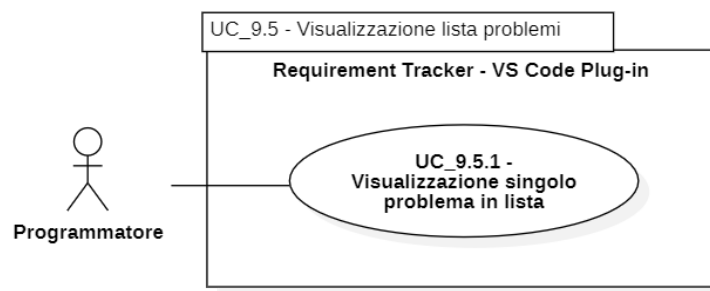 UC_9.5 - Visualizzazione lista problemi
Requirement Tracker - VS Code Plug-in
UC_9.5.1 -
Visualizzazione singolo
problema in lista
Programmatore